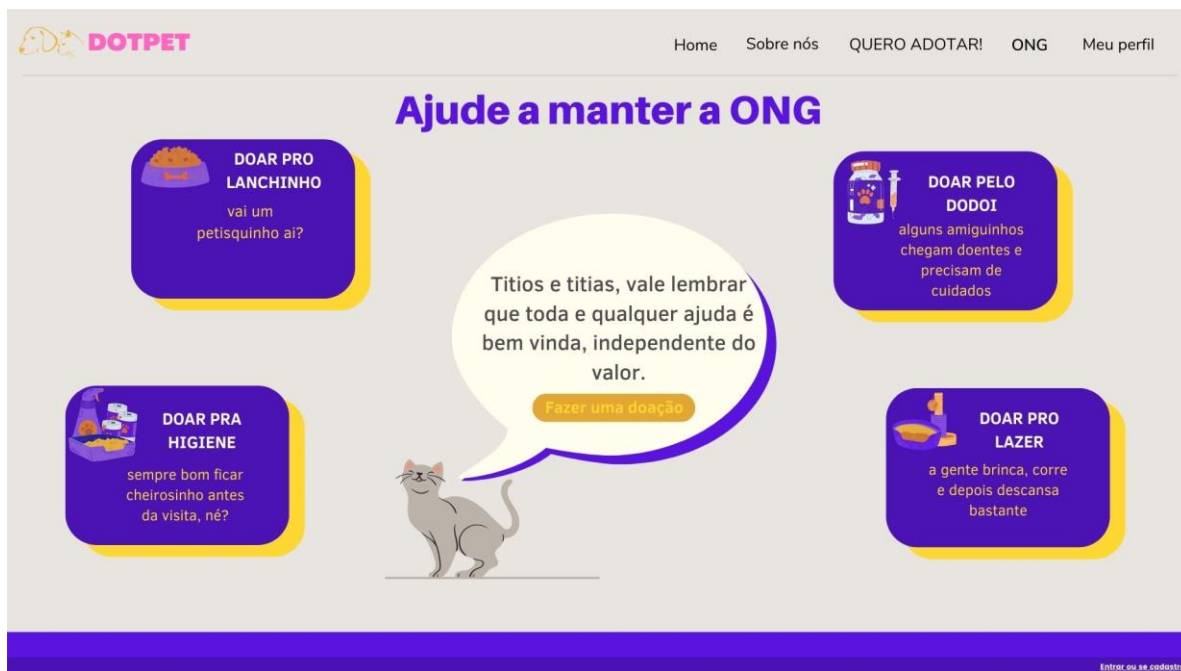 DOTPET
Home
Sobre nós
QUERO ADOTAR!
ONG
Meu perfil
Ajude a manter a ONG
DOAR PRO
LANCHINHO
vai um
petisquinho ai?
DOAR PELO
DODOI
alguns amiguinhos
chegam doentes e
precisam de
cuidados
Titios e titias, vale lembrar
que toda e qualquer ajuda é
bem vinda, independente do
valor.
Fazer uma doação
DOAR PRA
HIGIENE
sempre bom ficar
cheirosinho antes
da visita, né?
DOAR PRO
LAZER
a gente brinca, corre
e depois descansa
bastante
Entrar ou se cadastre